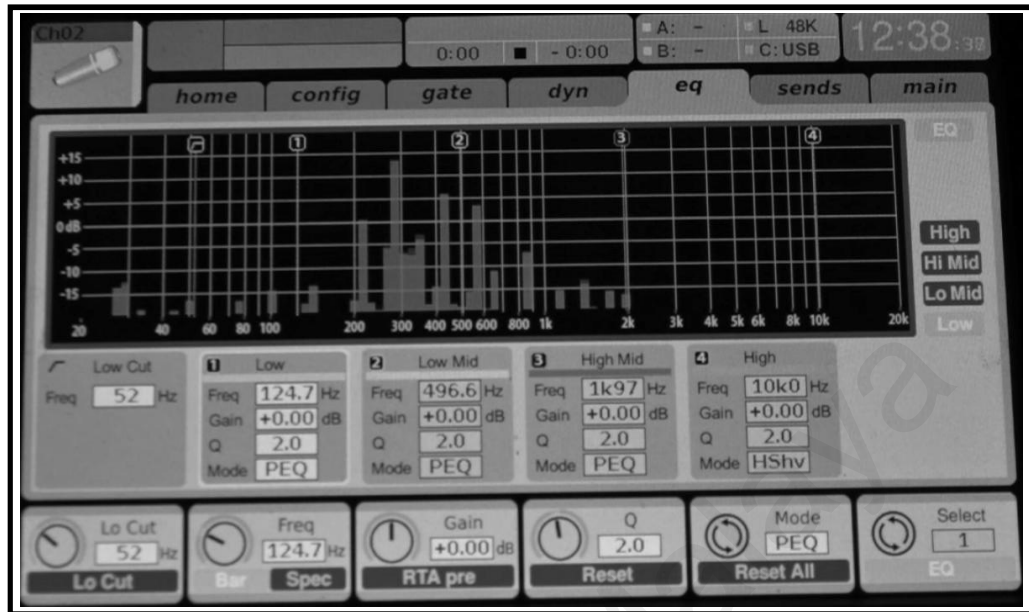 Ch02
0:00 - 0:00
A: - L 48K
B: - C: USB
12:38:
home config gate dyn eq sends main
1 2 3 4
EQ
+15
+10
+5
0dB
-5
-10
-15
High
Hi Mid
Lo Mid
Low
20 40 60 80 100 200 300 400 500 600 800 1k 2k 3k 4k 5k 6k 8k 10k 20k
Low Cut
Freq 52 Hz
1 Low
Freq 124.7 Hz
Gain +0.00 dB
Q 2.0
Mode PEQ
2 Low Mid
Freq 496.6 Hz
Gain +0.00 dB
Q 2.0
Mode PEQ
3 High Mid
Freq 1k97 Hz
Gain +0.00 dB
Q 2.0
Mode PEQ
4 High
Freq 10k0 Hz
Gain +0.00 dB
Q 2.0
Mode HShv
Lo Cut
52 Hz
Lo Cut
Freq
124.7 Hz
Bar Spec
Gain
+0.00 dB
RTA pre
Q
2.0
Reset
Mode
PEQ
Reset All
Select
1
EQ